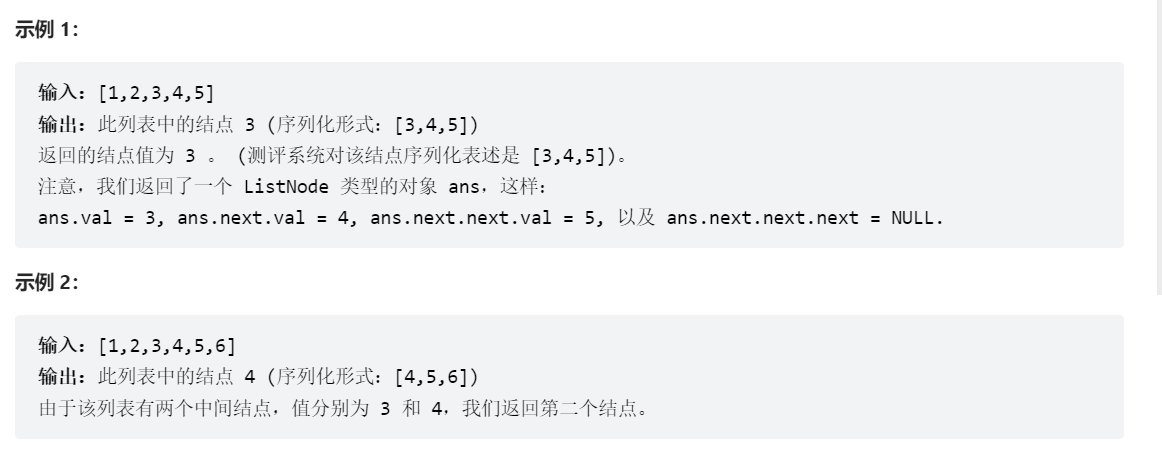 示例 1：
输入：[1,2,3,4,5]
输出：此列表中的结点 3 (序列化形式：[3,4,5])
返回的结点值为 3 。 (测评系统对该结点序列化表述是 [3,4,5])。
注意，我们返回了一个 ListNode 类型的对象 ans，这样：
ans.val = 3, ans.next.val = 4, ans.next.next.val = 5, 以及 ans.next.next.next = NULL.
示例 2：
输入：[1,2,3,4,5,6]
输出：此列表中的结点 4 (序列化形式：[4,5,6])
由于该列表有两个中间结点，值分别为 3 和 4，我们返回第二个结点。